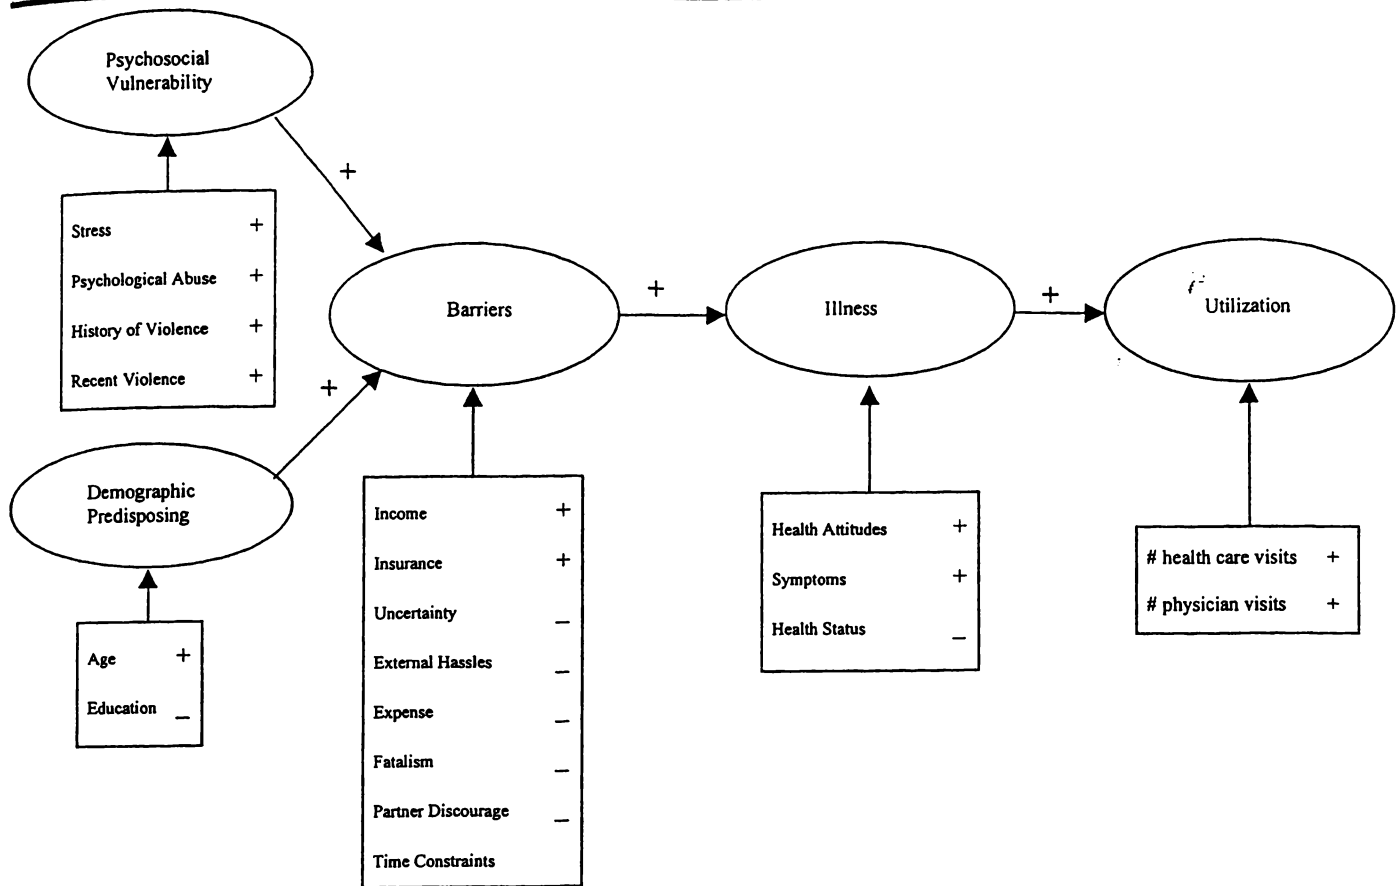 Psychosocial
Vulnerability
+
Stress +
Psychological Abuse +
History of Violence +
Recent Violence +
Barriers
+
Illness
+
Utilization
+
Demographic
Predisposing
Age +
Education _
Income +
Insurance +
Uncertainty _
External Hassles _
Expense _
Fatalism _
Partner Discourage _
Time Constraints
Health Attitudes +
Symptoms +
Health Status _
# health care visits +
# physician visits +